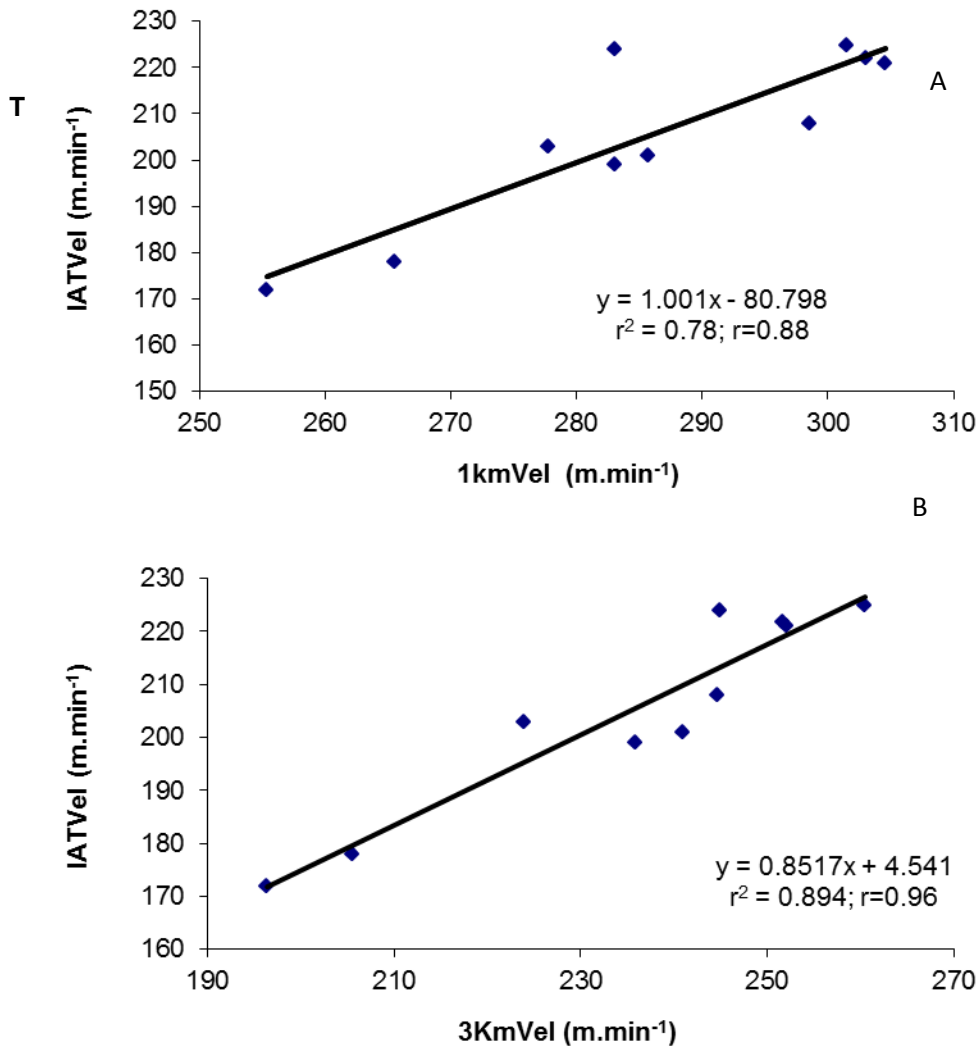 230
220
210
200
190
180
170
160
150
IATVel (m.min-1)
T
A
y = 1.001x - 80.798
r2 = 0.78; r=0.88
250 260 270 280 290 300 310
1kmVel (m.min-1)
B
230
220
210
200
190
180
170
160
IATVel (m.min-1)
y = 0.8517x + 4.541
r2 = 0.894; r=0.96
190 210 230 250 270
3KmVel (m.min-1)